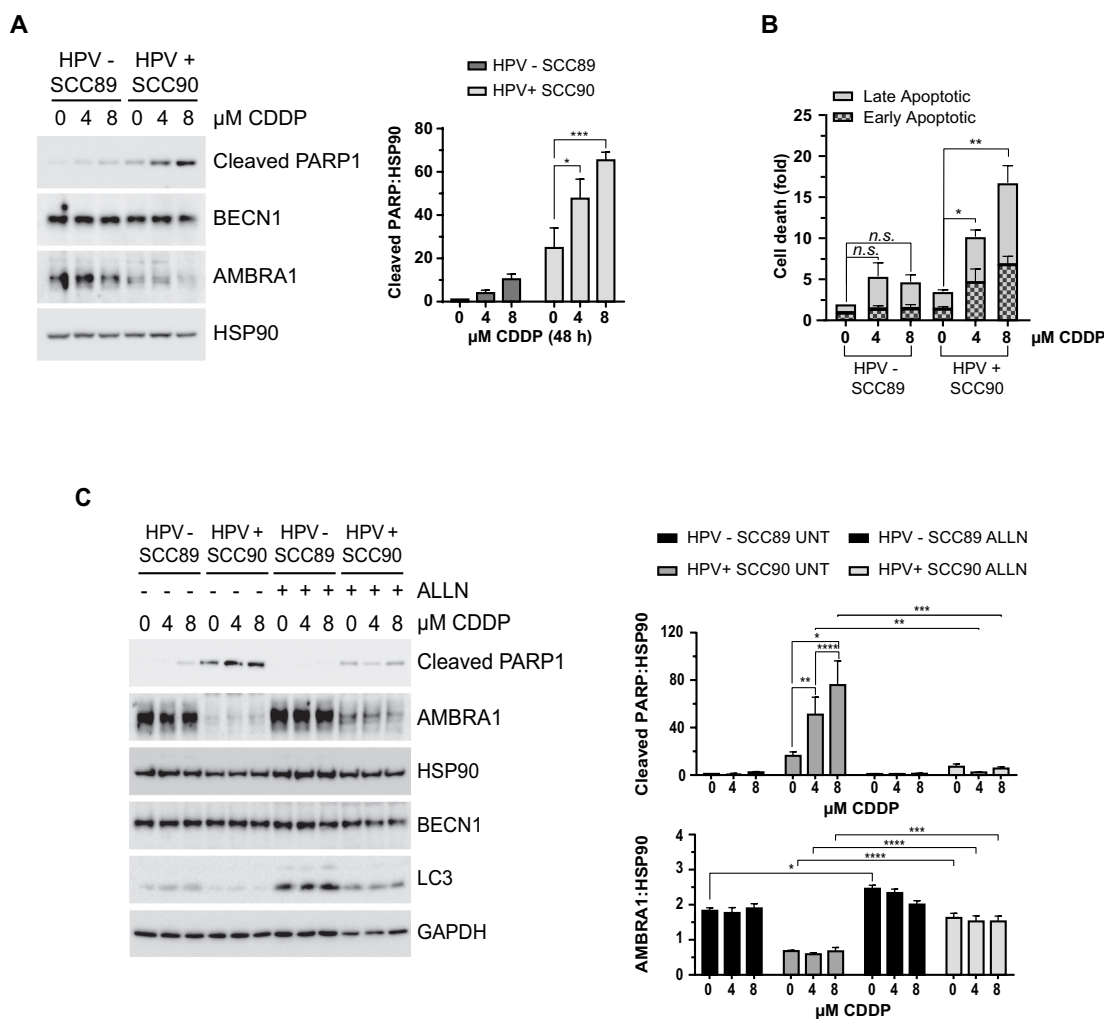 A
HPV - HPV +
SCC89 SCC90
0 4 8 0 4 8 µM CDDP
Cleaved PARP1
BECN1
AMBRA1
HSP90
HPV - SCC89
HPV+ SCC90
Cleaved PARP:HSP90
80
60
40
20
0
***
*
0 4 8 0 4 8
µM CDDP (48 h)
B
Late Apoptotic
Early Apoptotic
Cell death (fold)
25
20
15
10
5
0
**
*
n.s.
n.s.
0 4 8 0 4 8 µM CDDP
HPV - HPV +
SCC89 SCC90
C
HPV - HPV + HPV - HPV +
SCC89 SCC90 SCC89 SCC90
- - - - - - + + + + + + ALLN
0 4 8 0 4 8 0 4 8 0 4 8 µM CDDP
Cleaved PARP1
AMBRA1
HSP90
BECN1
LC3
GAPDH
HPV - SCC89 UNT HPV - SCC89 ALLN
HPV+ SCC90 UNT HPV+ SCC90 ALLN
Cleaved PARP:HSP90
120
80
40
0
***
**
*
****
**
0 4 8 0 4 8 0 4 8 0 4 8
µM CDDP
AMBRA1:HSP90
4
3
2
1
0
***
****
****
*
0 4 8 0 4 8 0 4 8 0 4 8
µM CDDP